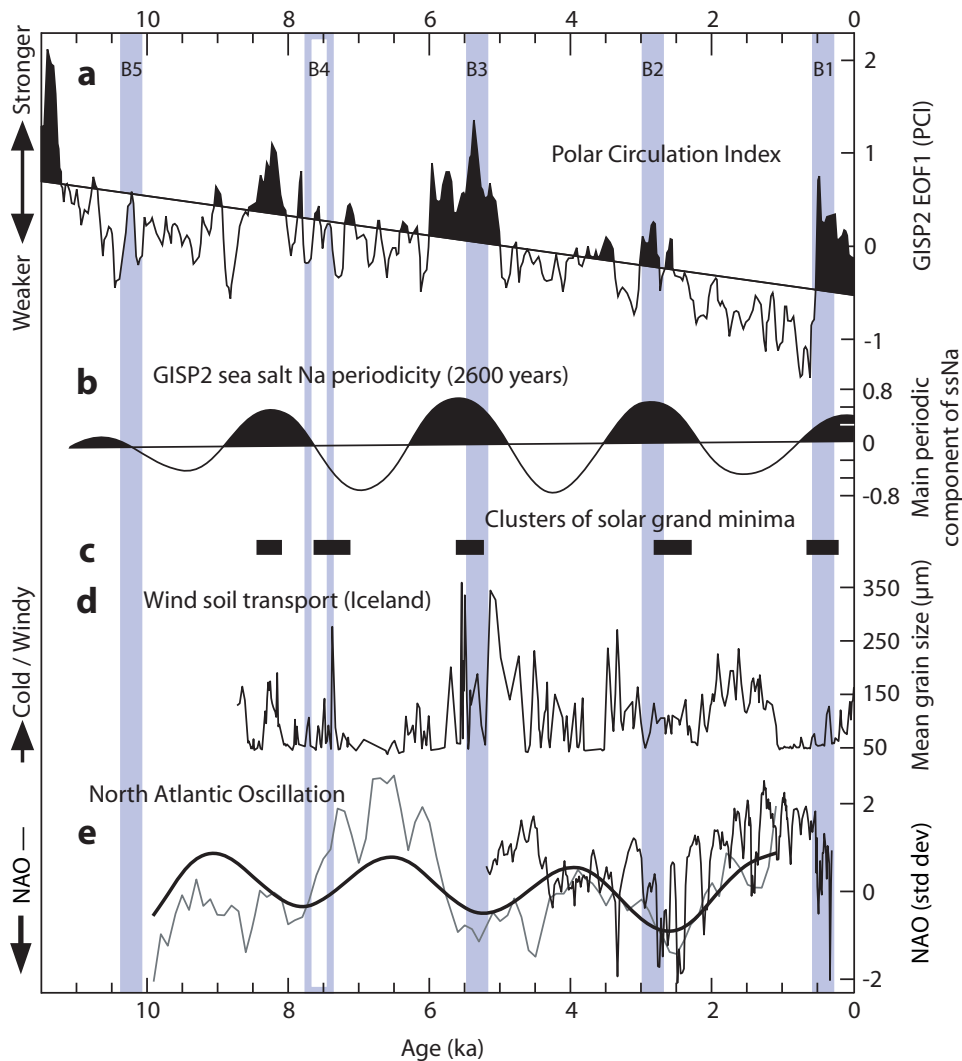 10 8 6 4 2 0
Stronger
Weaker
a
B5 B4 B3 B2 B1
Polar Circulation Index
2
1
0
-1
GISP2 EOF1 (PCI)
b
GISP2 sea salt Na periodicity (2600 years)
0.8
0
-0.8
Main periodic
component of ssNa
c
Clusters of solar grand minima
d
Wind soil transport (Iceland)
Cold / Windy
350
250
150
50
Mean grain size (µm)
e
North Atlantic Oscillation
NAO —
2
0
-2
NAO (std dev)
10 8 6 4 2 0
Age (ka)